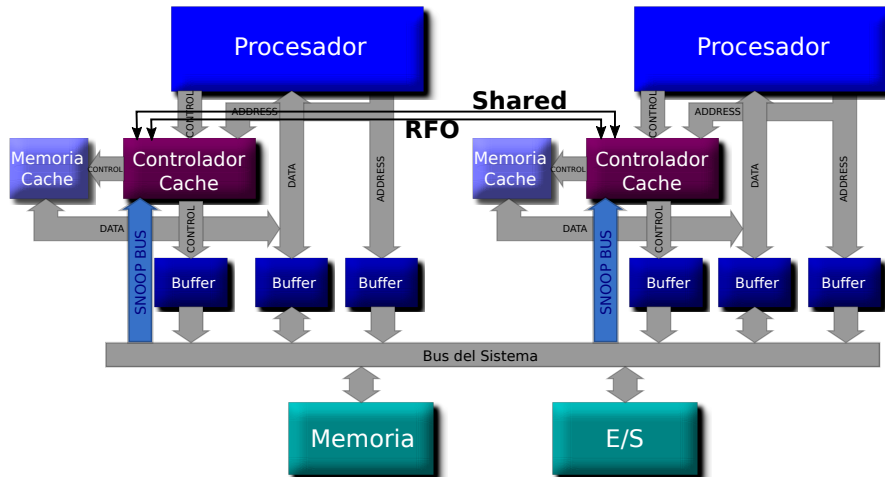 Procesador
Procesador
CONTROL
ADDRESS
Shared
CONTROL
ADDRESS
RFO
Memoria
Cache
CONTROL
Controlador
Cache
DATA
ADDRESS
Memoria
Cache
CONTROL
Controlador
Cache
DATA
ADDRESS
DATA
CONTROL
DATA
CONTROL
SNOOP BUS
Buffer
Buffer
Buffer
SNOOP BUS
Buffer
Buffer
Buffer
Bus del Sistema
Memoria
E/S